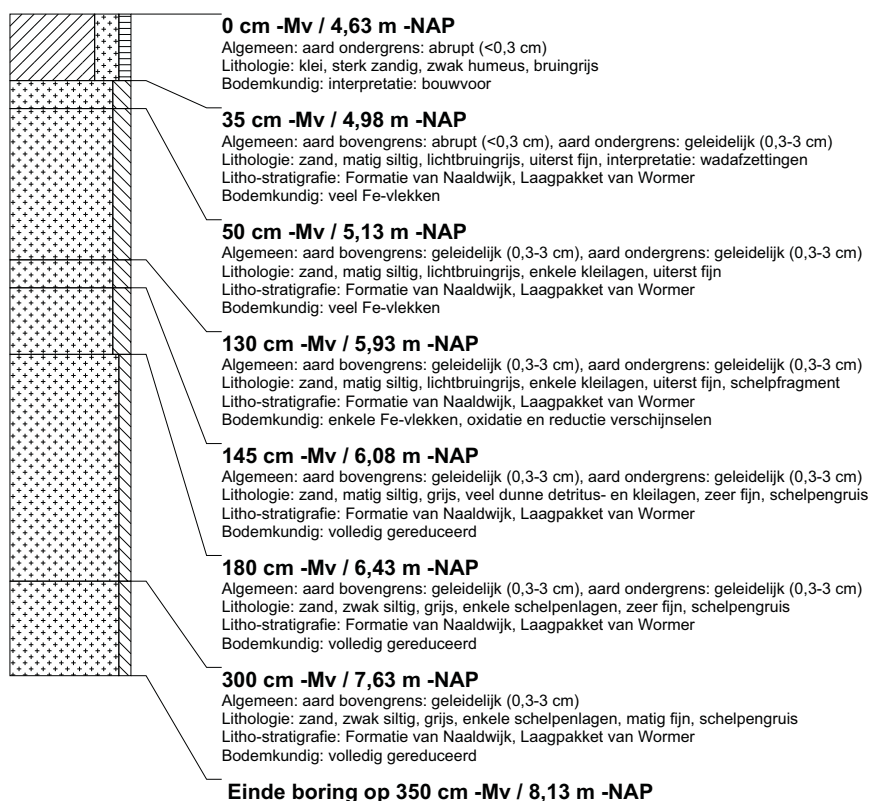 0 cm -Mv / 4,63 m -NAP
Algemeen: aard ondergrens: abrupt (<0,3 cm)
Lithologie: klei, sterk zandig, zwak humeus, bruingrijs
Bodemkundig: interpretatie: bouwvoor
35 cm -Mv / 4,98 m -NAP
Algemeen: aard bovengrens: abrupt (<0,3 cm), aard ondergrens: geleidelijk (0,3-3 cm)
Lithologie: zand, matig siltig, lichtbruingrijs, uiterst fijn, interpretatie: wadafzettingen
Litho-stratigrafie: Formatie van Naaldwijk, Laagpakket van Wormer
Bodemkundig: veel Fe-vlekken
50 cm -Mv / 5,13 m -NAP
Algemeen: aard bovengrens: geleidelijk (0,3-3 cm), aard ondergrens: geleidelijk (0,3-3 cm)
Lithologie: zand, matig siltig, lichtbruingrijs, enkele kleilagen, uiterst fijn
Litho-stratigrafie: Formatie van Naaldwijk, Laagpakket van Wormer
Bodemkundig: veel Fe-vlekken
130 cm -Mv / 5,93 m -NAP
Algemeen: aard bovengrens: geleidelijk (0,3-3 cm), aard ondergrens: geleidelijk (0,3-3 cm)
Lithologie: zand, matig siltig, lichtbruingrijs, enkele kleilagen, uiterst fijn, schelpfragment
Litho-stratigrafie: Formatie van Naaldwijk, Laagpakket van Wormer
Bodemkundig: enkele Fe-vlekken, oxidatie en reductie verschijnselen
145 cm -Mv / 6,08 m -NAP
Algemeen: aard bovengrens: geleidelijk (0,3-3 cm), aard ondergrens: geleidelijk (0,3-3 cm)
Lithologie: zand, matig siltig, grijs, veel dunne detritus- en kleilagen, zeer fijn, schelpengruis
Litho-stratigrafie: Formatie van Naaldwijk, Laagpakket van Wormer
Bodemkundig: volledig gereduceerd
180 cm -Mv / 6,43 m -NAP
Algemeen: aard bovengrens: geleidelijk (0,3-3 cm), aard ondergrens: geleidelijk (0,3-3 cm)
Lithologie: zand, zwak siltig, grijs, enkele schelpenlagen, zeer fijn, schelpengruis
Litho-stratigrafie: Formatie van Naaldwijk, Laagpakket van Wormer
Bodemkundig: volledig gereduceerd
300 cm -Mv / 7,63 m -NAP
Algemeen: aard bovengrens: geleidelijk (0,3-3 cm)
Lithologie: zand, zwak siltig, grijs, enkele schelpenlagen, matig fijn, schelpengruis
Litho-stratigrafie: Formatie van Naaldwijk, Laagpakket van Wormer
Bodemkundig: volledig gereduceerd
Einde boring op 350 cm -Mv / 8,13 m -NAP